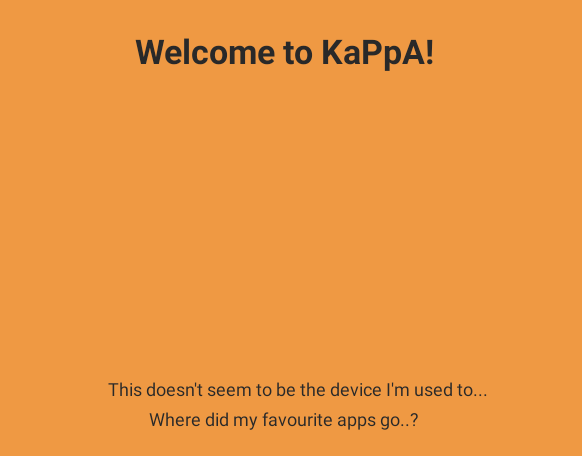 Welcome to KaPpA!
This doesn't seem to be the device I'm used to...
Where did my favourite apps go..?